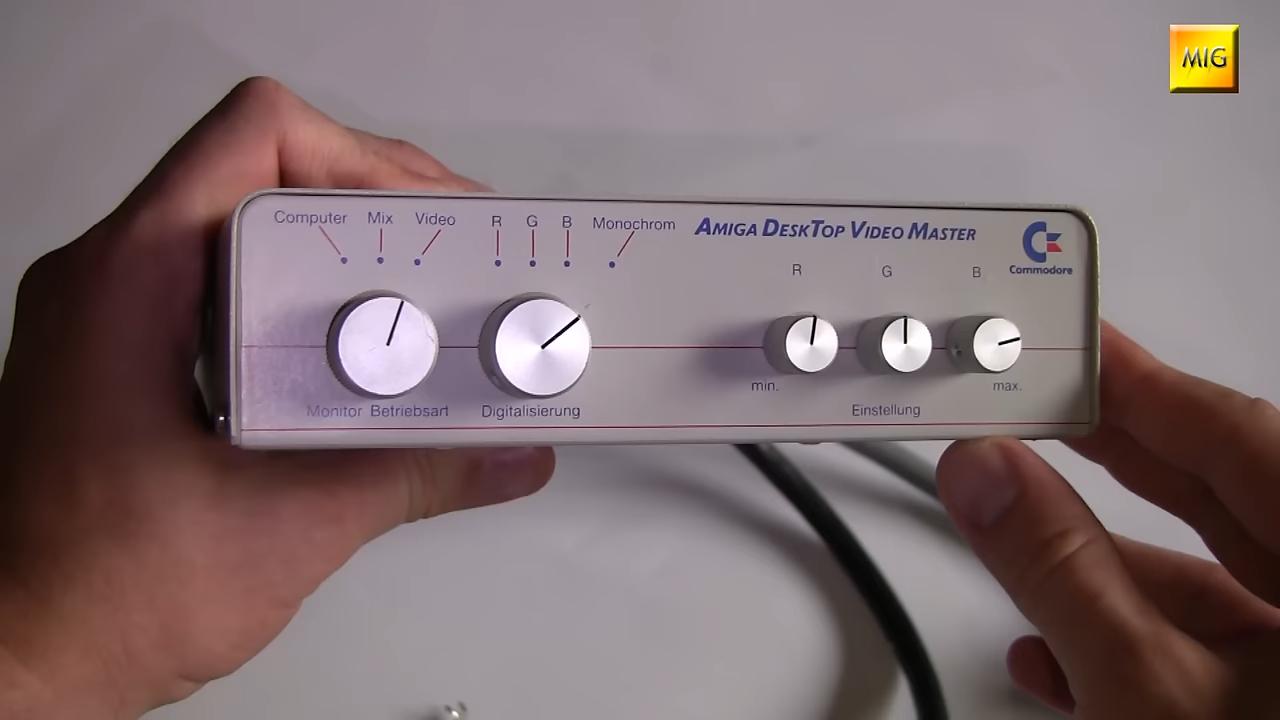 MIG
Computer Mix Video R G B Monochrom
AMIGA DESKTOP VIDEO MASTER
Commodore
R G B
min. max.
Monitor Betriebsart Digitalisierung Einstellung